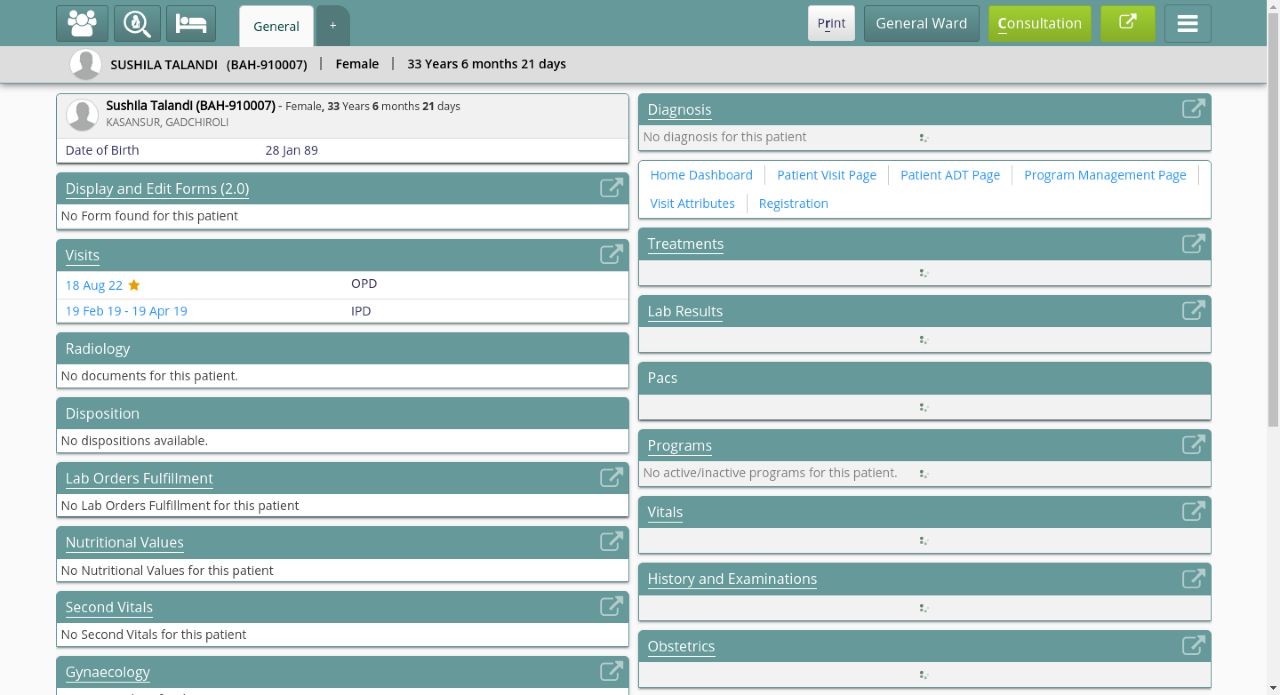 General
+
Print
General Ward
Consultation
SUSHILA TALANDI (BAH-910007) | Female | 33 Years 6 months 21 days
Sushila Talandi (BAH-910007) - Female, 33 Years 6 months 21 days
KASANSUR, GADCHIROLI
Date of Birth 28 Jan 89
Display and Edit Forms (2.0)
No Form found for this patient
Visits
18 Aug 22 OPD
19 Feb 19 - 19 Apr 19 IPD
Radiology
No documents for this patient.
Disposition
No dispositions available.
Lab Orders Fulfillment
No Lab Orders Fulfillment for this patient
Nutritional Values
No Nutritional Values for this patient
Second Vitals
No Second Vitals for this patient
Gynaecology
Diagnosis
No diagnosis for this patient
Home Dashboard Patient Visit Page Patient ADT Page Program Management Page
Visit Attributes Registration
Treatments
Lab Results
Pacs
Programs
No active/inactive programs for this patient.
Vitals
History and Examinations
Obstetrics